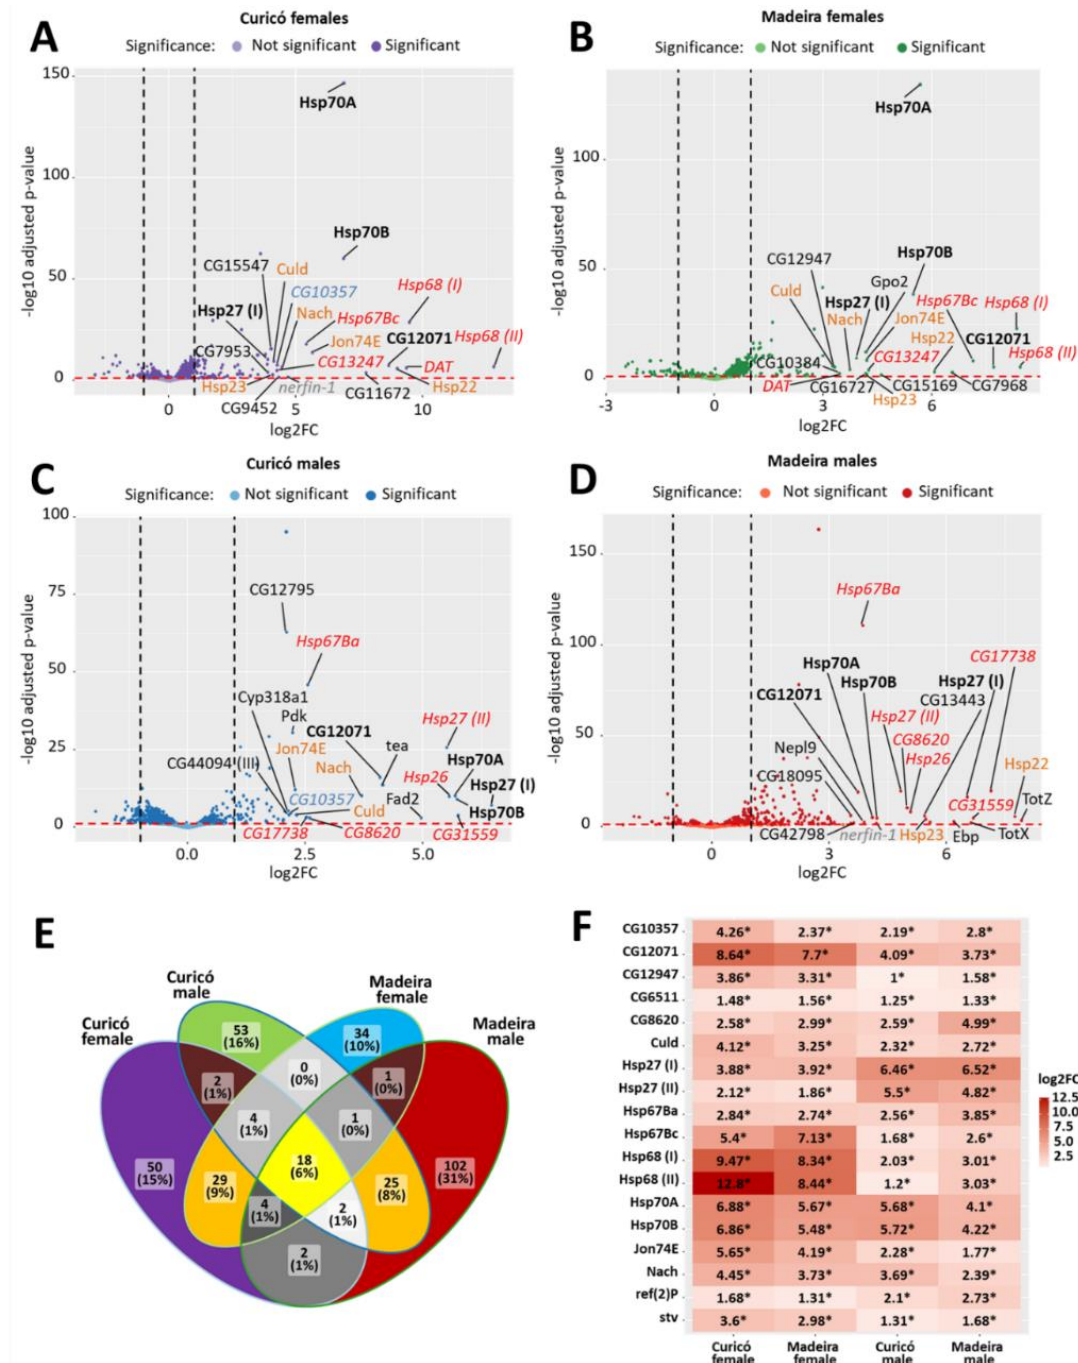 A
Curicó females
Significance: Not significant Significant
150
100
50
0
-log10 adjusted p-value
Hsp70A
Hsp70B
CG15547
Culd
CG10357
Hsp68 (I)
Hsp27 (I)
Nach
Hsp67Bc
Jon74E
CG12071
Hsp68 (II)
CG7953
CG13247
DAT
Hsp23
nerfin-1
CG11672
Hsp22
CG9452
0
5
10
log2FC
B
Madeira females
Significance: Not significant Significant
100
50
0
-log10 adjusted p-value
Hsp70A
CG12947
Hsp70B
Culd
Gpo2
Hsp27 (I)
Hsp67Bc
Hsp68 (I)
Nach
Jon74E
Hsp22
CG12071
CG10384
CG13247
Hsp68 (II)
DAT
CG16727
CG15169
CG7968
Hsp23
-3
0
3
6
log2FC
C
Curicó males
Significance: Not significant Significant
100
75
50
25
0
-log10 adjusted p-value
CG12795
Hsp67Ba
Cyp318a1
Pdk
CG12071
Hsp27 (II)
Jon74E
tea
CG44094 (III)
Nach
Hsp26
Hsp70A
CG10357
Hsp27 (I)
Culd
Fad2
Hsp70B
CG17738
CG8620
CG31559
0.0
2.5
5.0
log2FC
D
Madeira males
Significance: Not significant Significant
150
100
50
0
-log10 adjusted p-value
Hsp67Ba
CG17738
Hsp70A
CG12071
Hsp70B
Hsp27 (I)
CG13443
Hsp27 (II)
Nepl9
CG8620
CG18095
Hsp26
Hsp22
CG31559
TotZ
CG42798
nerfin-1
Hsp23
Ebp
TotX
0
3
6
log2FC
E
Curicó
male
Madeira
female
Curicó
female
Madeira
male
53
(16%)
34
(10%)
0
(0%)
2
(1%)
1
(0%)
4
(1%)
1
(0%)
50
(15%)
18
(6%)
102
(31%)
29
(9%)
25
(8%)
4
(1%)
2
(1%)
2
(1%)
F
CG10357 4.26* 2.37* 2.19* 2.8*
CG12071 8.64* 7.7* 4.09* 3.73*
CG12947 3.86* 3.31* 1* 1.58*
CG6511 1.48* 1.56* 1.25* 1.33*
CG8620 2.58* 2.99* 2.59* 4.99*
Culd 4.12* 3.25* 2.32* 2.72*
Hsp27 (I) 3.88* 3.92* 6.46* 6.52*
Hsp27 (II) 2.12* 1.86* 5.5* 4.82*
Hsp67Ba 2.84* 2.74* 2.56* 3.85*
Hsp67Bc 5.4* 7.13* 1.68* 2.6*
Hsp68 (I) 9.47* 8.34* 2.03* 3.01*
Hsp68 (II) 12.8* 8.44* 1.2* 3.03*
Hsp70A 6.88* 5.67* 5.68* 4.1*
Hsp70B 6.86* 5.48* 5.72* 4.22*
Jon74E 5.65* 4.19* 2.28* 1.77*
Nach 4.45* 3.73* 3.69* 2.39*
ref(2)P 1.68* 1.31* 2.1* 2.73*
stv 3.6* 2.98* 1.31* 1.68*
Curicó Madeira Curicó Madeira
female female male male
log2FC
12.5
10.0
7.5
5.0
2.5